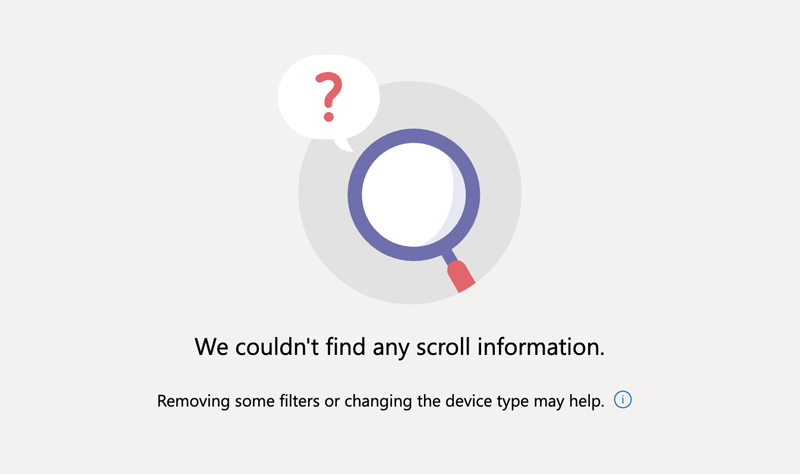 ?
We couldn't find any scroll information.
Removing some filters or changing the device type may help. i